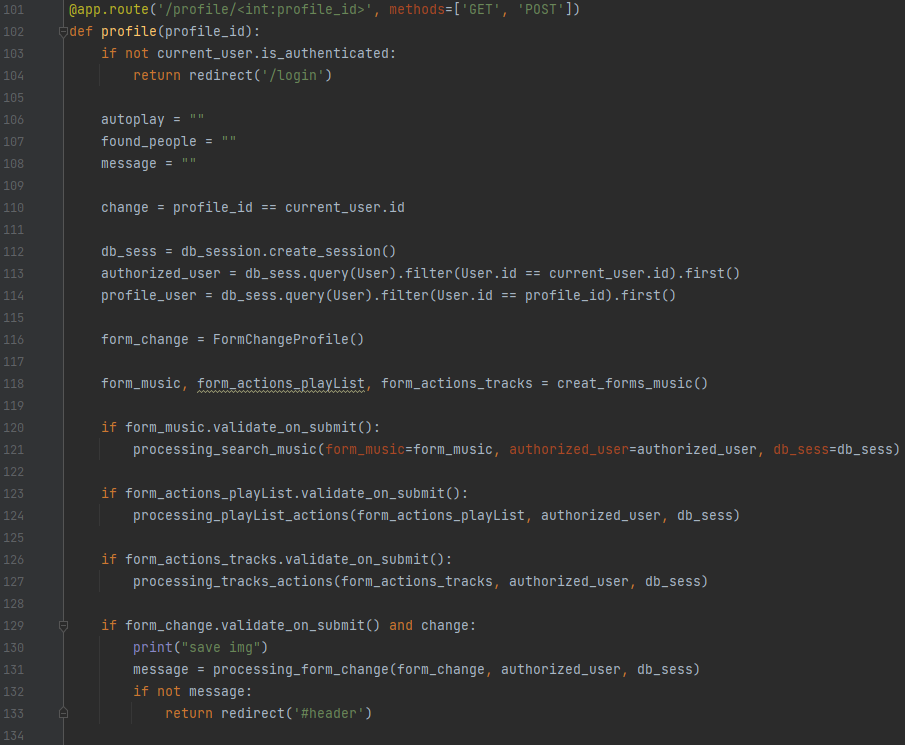 101 @app.route('/profile/<int:profile_id>', methods=['GET', 'POST'])
102 def profile(profile_id):
103     if not current_user.is_authenticated:
104         return redirect('/login')
105
106     autoplay = ""
107     found_people = ""
108     message = ""
109
110     change = profile_id == current_user.id
111
112     db_sess = db_session.create_session()
113     authorized_user = db_sess.query(User).filter(User.id == current_user.id).first()
114     profile_user = db_sess.query(User).filter(User.id == profile_id).first()
115
116     form_change = FormChangeProfile()
117
118     form_music, form_actions_playList, form_actions_tracks = creat_forms_music()
119
120     if form_music.validate_on_submit():
121         processing_search_music(form_music=form_music, authorized_user=authorized_user, db_sess=db_sess)
122
123     if form_actions_playList.validate_on_submit():
124         processing_playList_actions(form_actions_playList, authorized_user, db_sess)
125
126     if form_actions_tracks.validate_on_submit():
127         processing_tracks_actions(form_actions_tracks, authorized_user, db_sess)
128
129     if form_change.validate_on_submit() and change:
130         print("save img")
131         message = processing_form_change(form_change, authorized_user, db_sess)
132         if not message:
133             return redirect('#header')
134